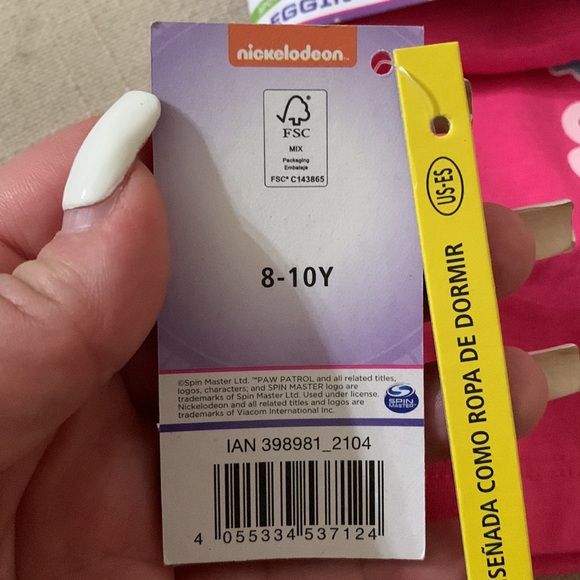 EGGIN
nickelodeon™
FSC
MIX
Packaging
Embalaje
FSC® C143865
8-10Y
©Spin Master Ltd. ™PAW PATROL and all related titles,
logos, characters; and SPIN MASTER logo are
trademarks of Spin Master Ltd. Used under license.
Nickelodeon and all related titles and logos are
trademarks of Viacom International Inc.
SPIN
MASTER™
IAN 398981_2104
4 055334 537124
US-ES
SEÑADA COMO ROPA DE DORMIR